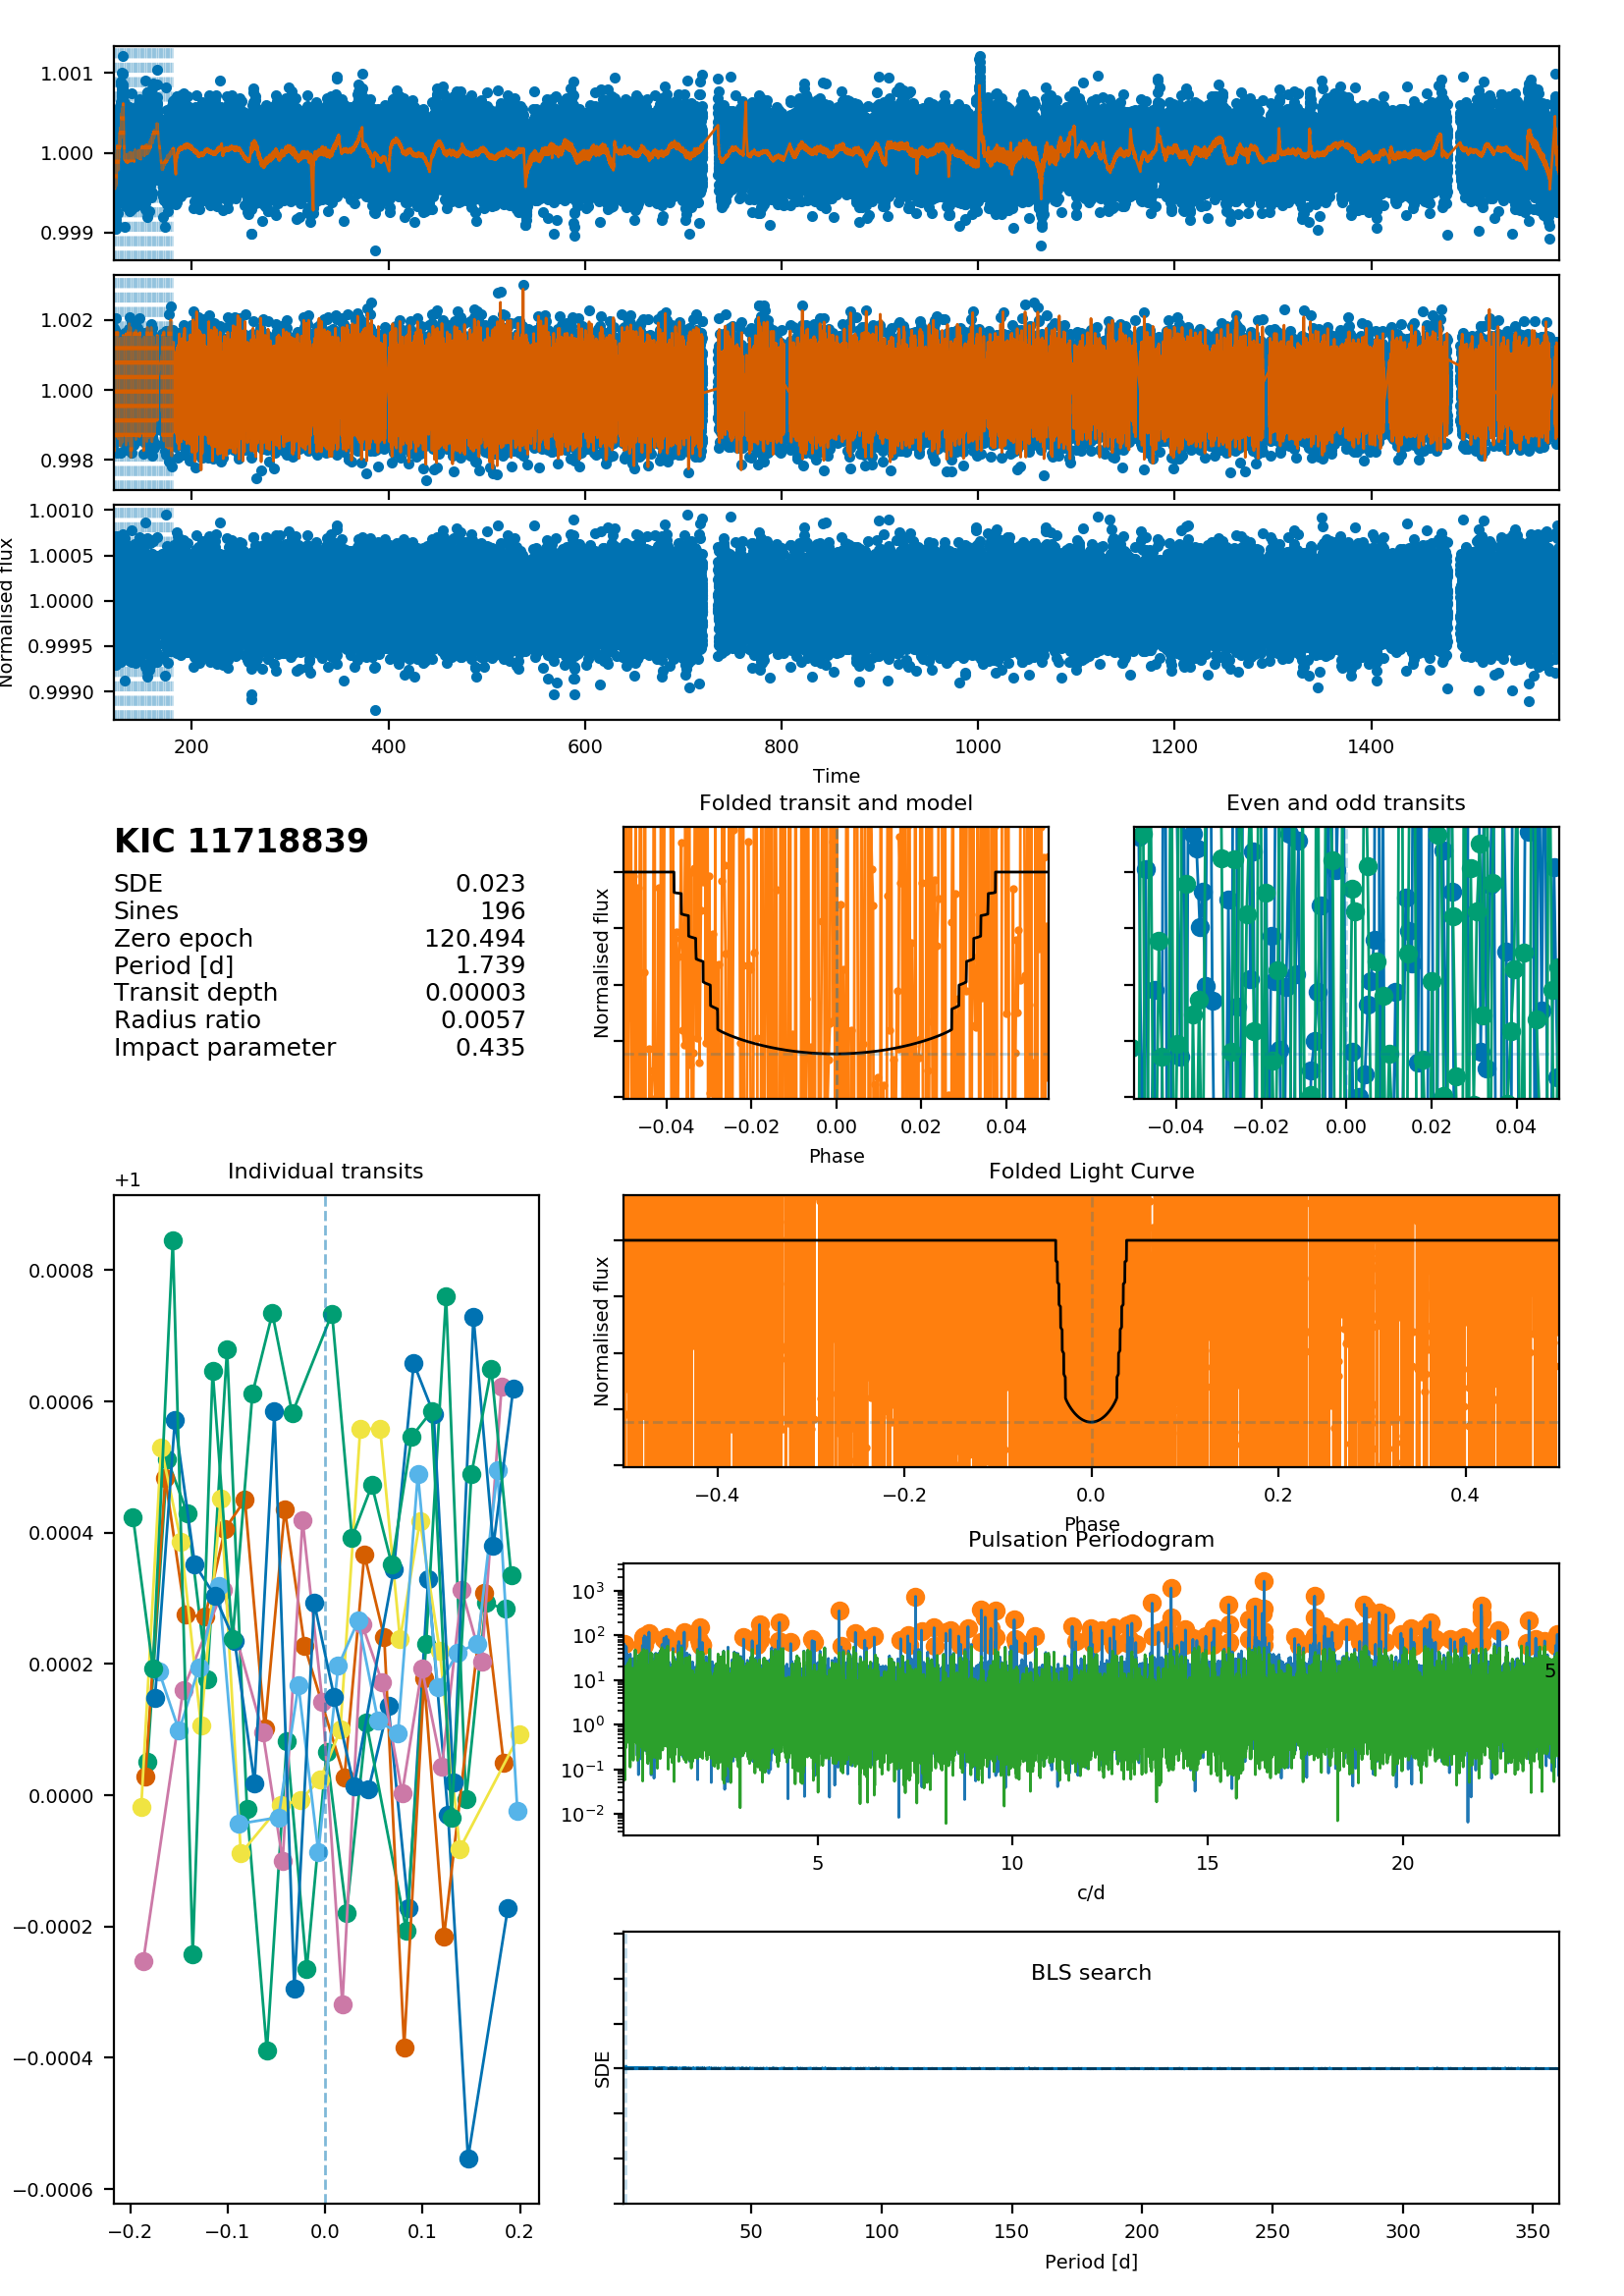 1.001
1.000
0.999
1.002
1.000
0.998
1.0010
1.0005
1.0000
0.9995
0.9990
Normalised flux
200 400 600 800 1000 1200 1400
Time
KIC 11718839
SDE 0.023
Sines 196
Zero epoch 120.494
Period [d] 1.739
Transit depth 0.00003
Radius ratio 0.0057
Impact parameter 0.435
Folded transit and model
Normalised flux
−0.04 −0.02 0.00 0.02 0.04
Phase
Even and odd transits
−0.04 −0.02 0.00 0.02 0.04
Individual transits
+1
0.0008
0.0006
0.0004
0.0002
0.0000
−0.0002
−0.0004
−0.0006
−0.2 −0.1 0.0 0.1 0.2
Folded Light Curve
Normalised flux
−0.4 −0.2 0.0 0.2 0.4
Phase
Pulsation Periodogram
10³
10²
10¹
10⁰
10⁻¹
10⁻²
5
5 10 15 20
c/d
BLS search
SDE
50 100 150 200 250 300 350
Period [d]